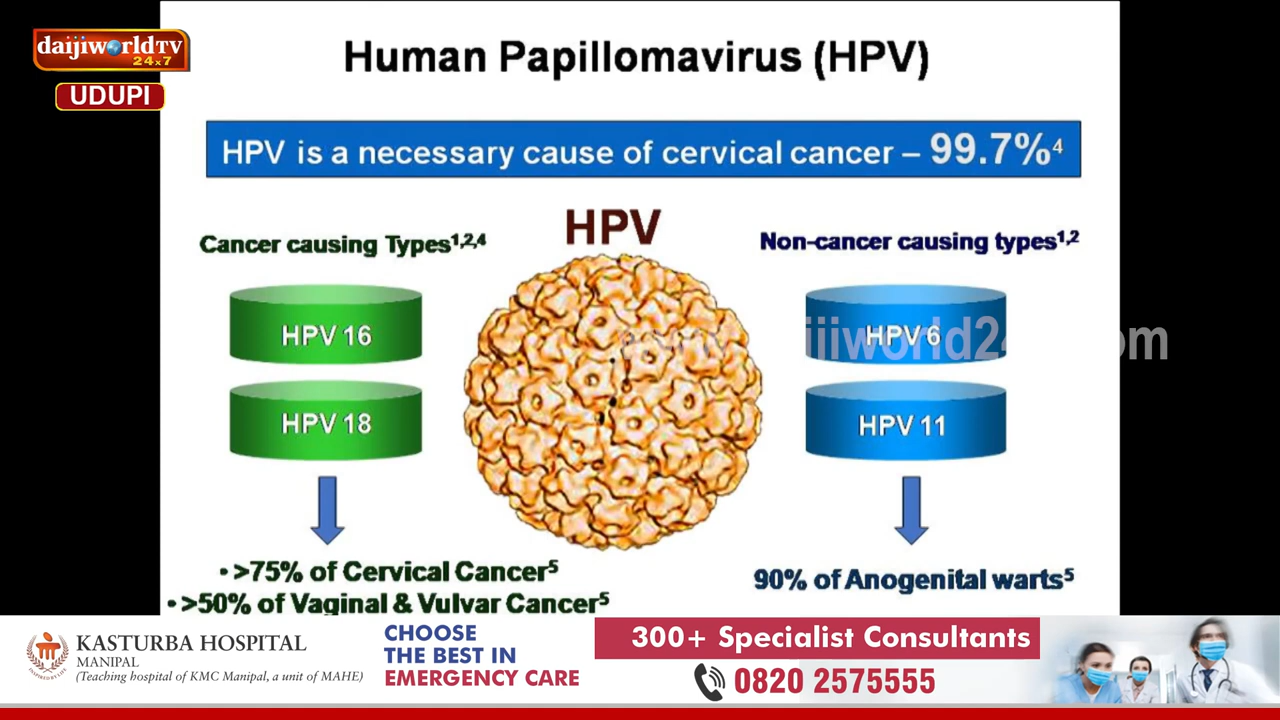 daijiworldTV
24x7
UDUPI
Human Papillomavirus (HPV)
HPV is a necessary cause of cervical cancer – 99.7%⁴
HPV
Cancer causing Types¹,²,⁴
HPV 16
HPV 18
•>75% of Cervical Cancer⁵
•>50% of Vaginal & Vulvar Cancer⁵
Non-cancer causing types¹,²
HPV 6
HPV 11
90% of Anogenital warts⁵
KASTURBA HOSPITAL
MANIPAL
(Teaching hospital of KMC Manipal, a unit of MAHE)
CHOOSE
THE BEST IN
EMERGENCY CARE
300+ Specialist Consultants
0820 2575555